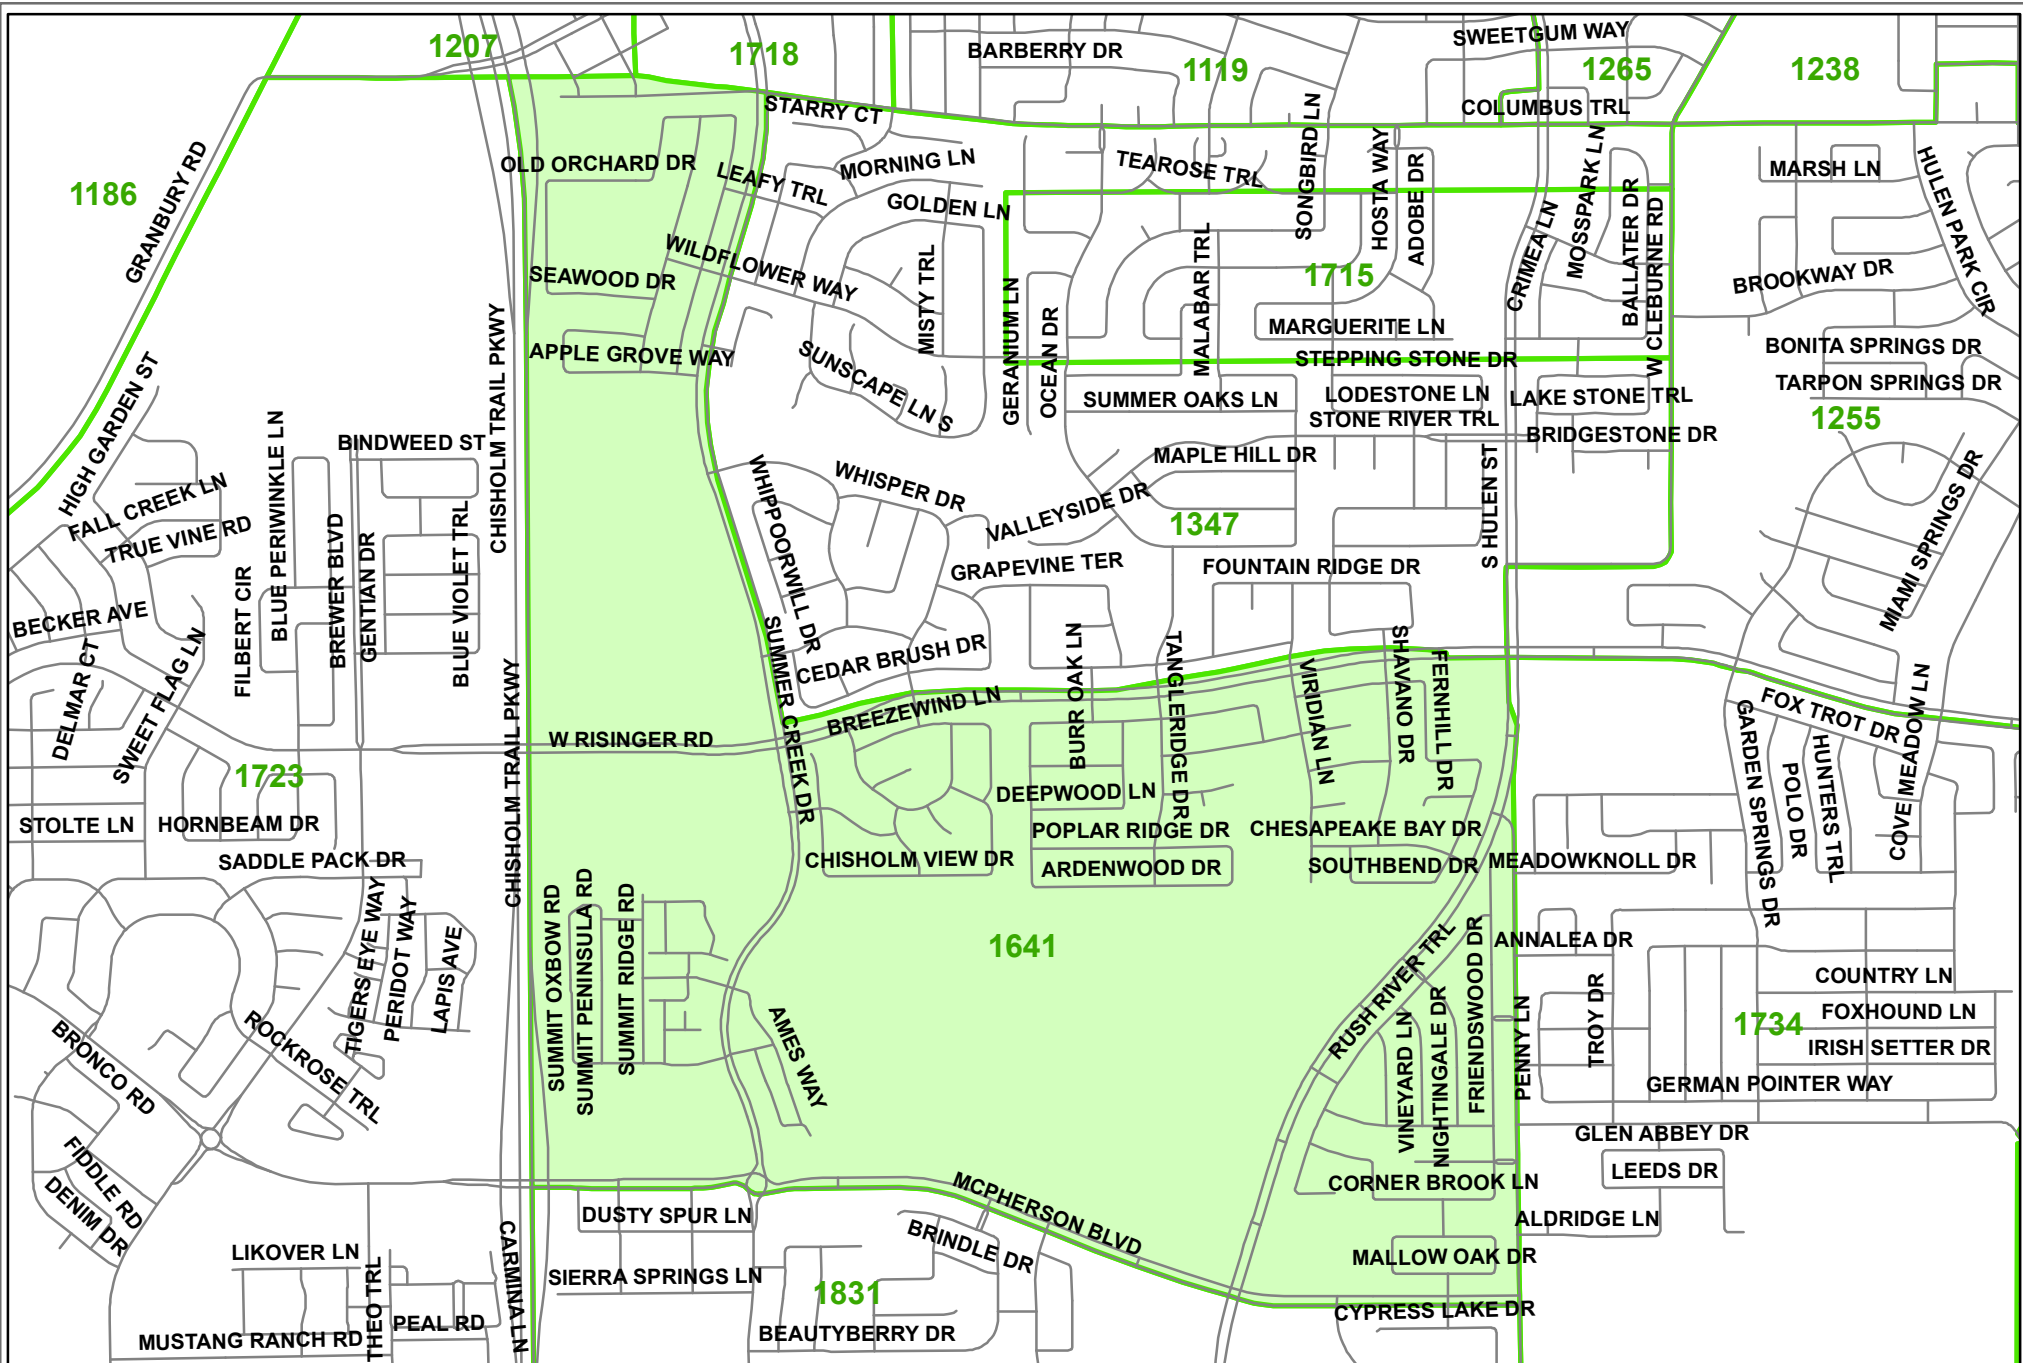 1207
1718
BARBERRY DR
1119
SWEETGUM WAY
1265
1238
STARRY CT
COLUMBUS TRL
GRANBURY RD
1186
OLD ORCHARD DR
LEAFY TRL
MORNING LN
GOLDEN LN
TEAROSE TRL
SONGBIRD LN
HOSTA WAY
ADOBE DR
MOSSPARK LN
BALLATER DR
W CLEBURNE RD
MARSH LN
HULEN PARK CIR
WILDFLOWER WAY
SEAWOOD DR
MISTY TRL
MALABAR TRL
1715
CRIMEA LN
BROOKWAY DR
CHISHOLM TRAIL PKWY
APPLE GROVE WAY
SUNSCAPE LN S
GERANIUM LN
OCEAN DR
MARGUERITE LN
STEPPING STONE DR
BONITA SPRINGS DR
TARPON SPRINGS DR
SUMMER OAKS LN
LODESTONE LN
LAKE STONE TRL
STONE RIVER TRL
1255
HIGH GARDEN ST
BINDWEED ST
BRIDGESTONE DR
MAPLE HILL DR
WHISPER DR
WHIPPOORWILL DR
VALLEYSIDE DR
S HULEN ST
MIAMI SPRINGS DR
FALL CREEK LN
TRUE VINE RD
BLUE PERIWINKLE LN
BREWER BLVD
GENTIAN DR
BLUE VIOLET TRL
1347
GRAPEVINE TER
FOUNTAIN RIDGE DR
BECKER AVE
FILBERT CIR
DELMAR CT
SWEET FLAG LN
CEDAR BRUSH DR
SUMMER CREEK DR
BURR OAK LN
TANGLERIDGE DR
VIRIDIAN LN
SHAVANO DR
FERNHILL DR
BREEZEWIND LN
FOX TROT DR
COVE MEADOW LN
GARDEN SPRINGS DR
POLO DR
HUNTERS TRL
CHISHOLM TRAIL PKWY
W RISINGER RD
1723
DEEPWOOD LN
STOLTE LN
HORNBEAM DR
SADDLE PACK DR
POPLAR RIDGE DR
CHESAPEAKE BAY DR
CHISHOLM VIEW DR
ARDENWOOD DR
SOUTHBEND DR
MEADOWKNOLL DR
SUMMIT OXBOW RD
SUMMIT PENINSULA RD
SUMMIT RIDGE RD
1641
TIGERS EYE WAY
PERIDOT WAY
LAPIS AVE
RUSH RIVER TRL
FRIENDSWOOD DR
ANNALEA DR
COUNTRY LN
FOXHOUND LN
1734
IRISH SETTER DR
TROY DR
PENNY LN
GERMAN POINTER WAY
BRONCO RD
ROCKROSE TRL
AMES WAY
VINEYARD LN
NIGHTINGALE DR
GLEN ABBEY DR
LEEDS DR
FIDDLE RD
DENIM DR
MCPHERSON BLVD
CORNER BROOK LN
ALDRIDGE LN
DUSTY SPUR LN
BRINDLE DR
MALLOW OAK DR
LIKOVER LN
THEO TRL
CARMINA LN
SIERRA SPRINGS LN
1831
CYPRESS LAKE DR
PEAL RD
MUSTANG RANCH RD
BEAUTYBERRY DR